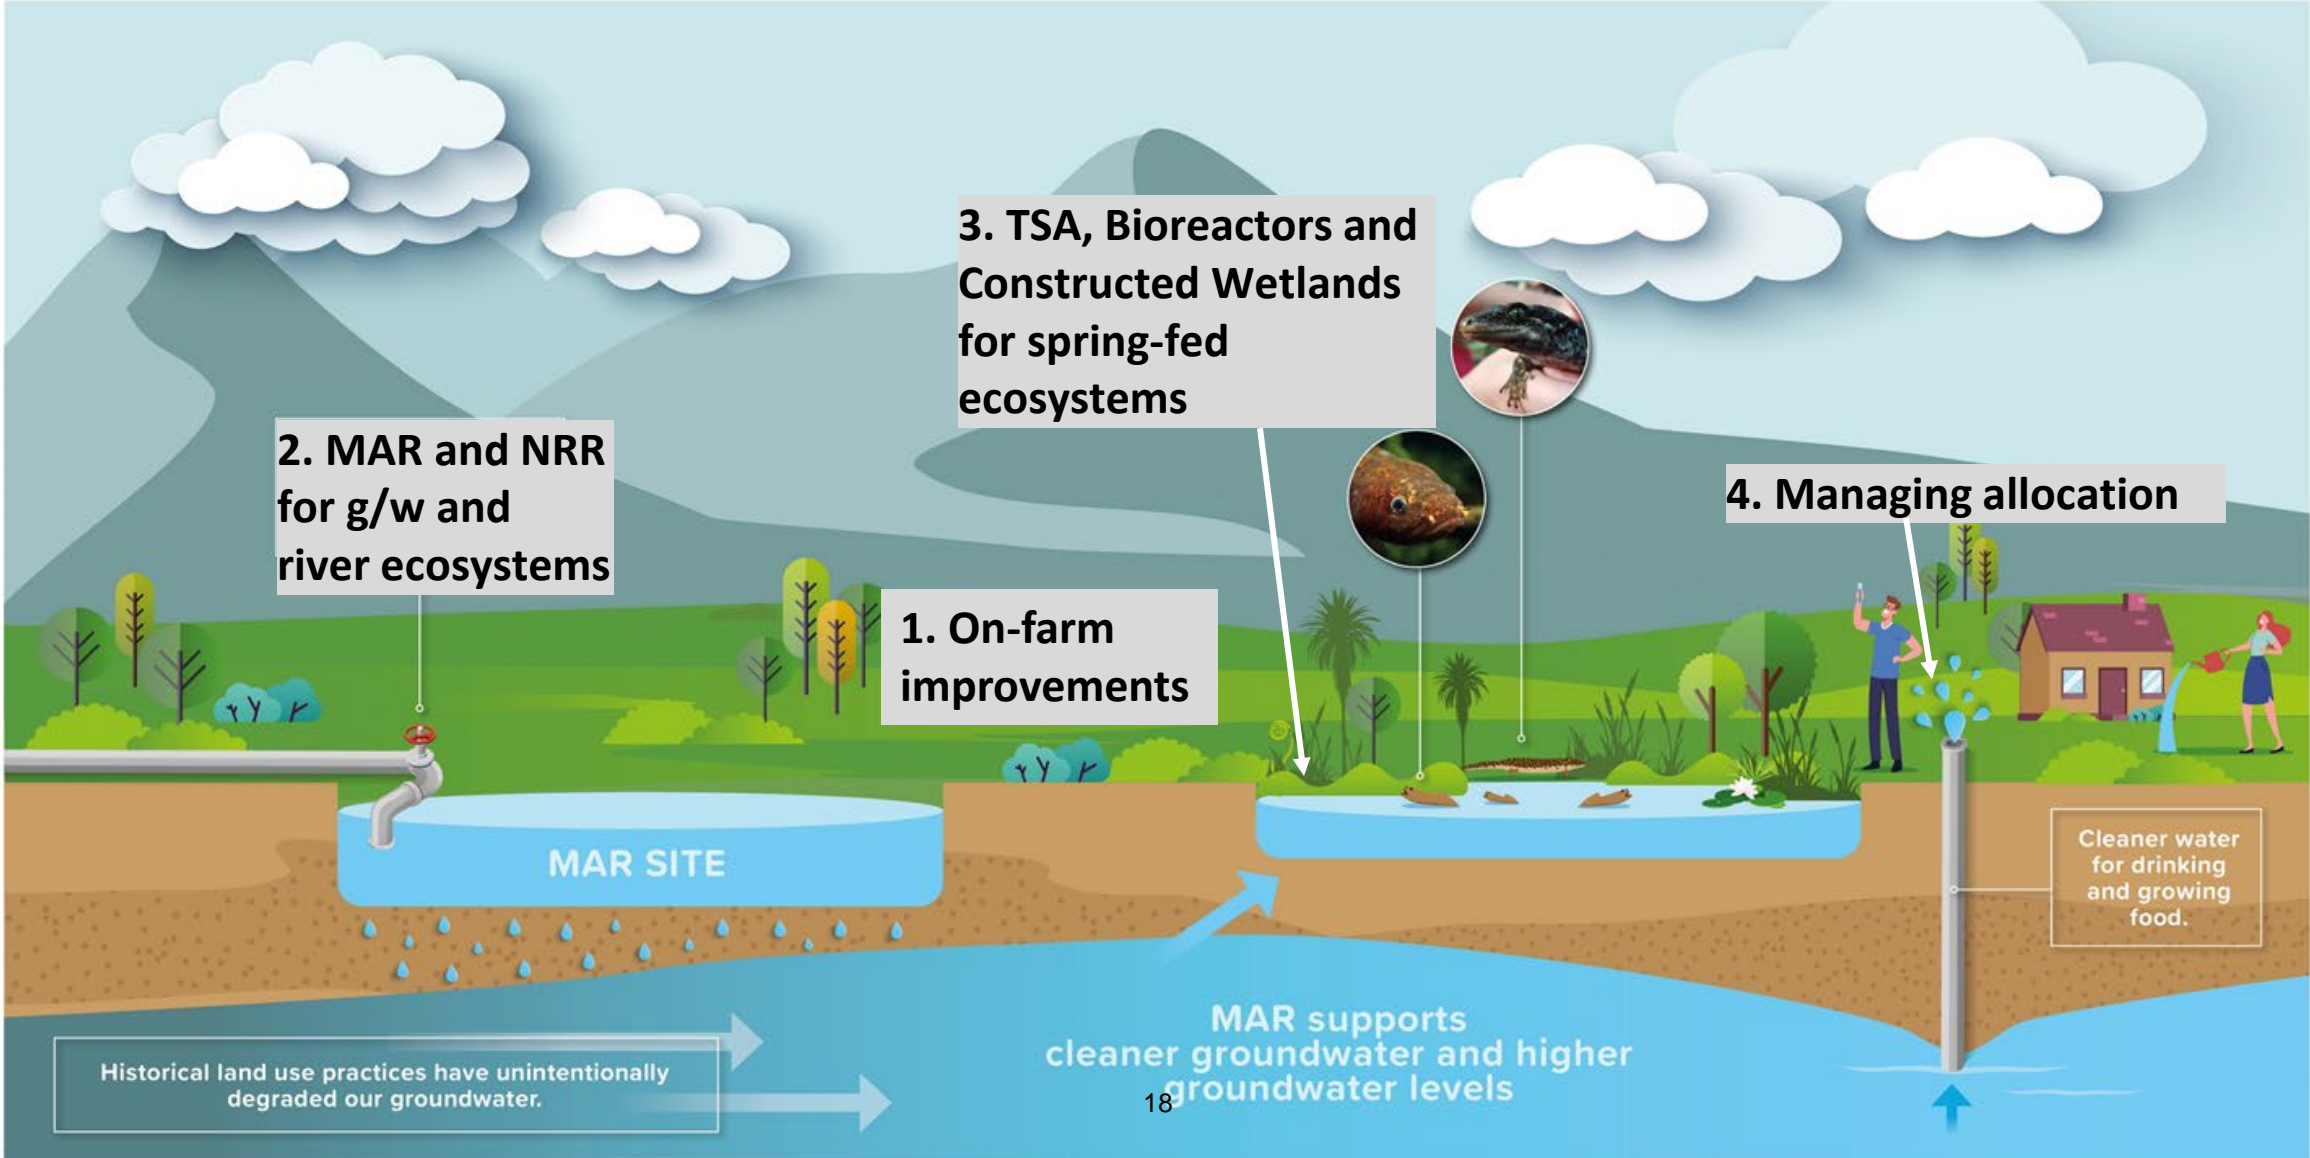 3. TSA, Bioreactors and
Constructed Wetlands
for spring-fed
ecosystems
2. MAR and NRR
for g/w and
river ecosystems
4. Managing allocation
1. On-farm
improvements
MAR SITE
Cleaner water
for drinking
and growing
food.
MAR supports
cleaner groundwater and higher
groundwater levels
Historical land use practices have unintentionally
degraded our groundwater.
18